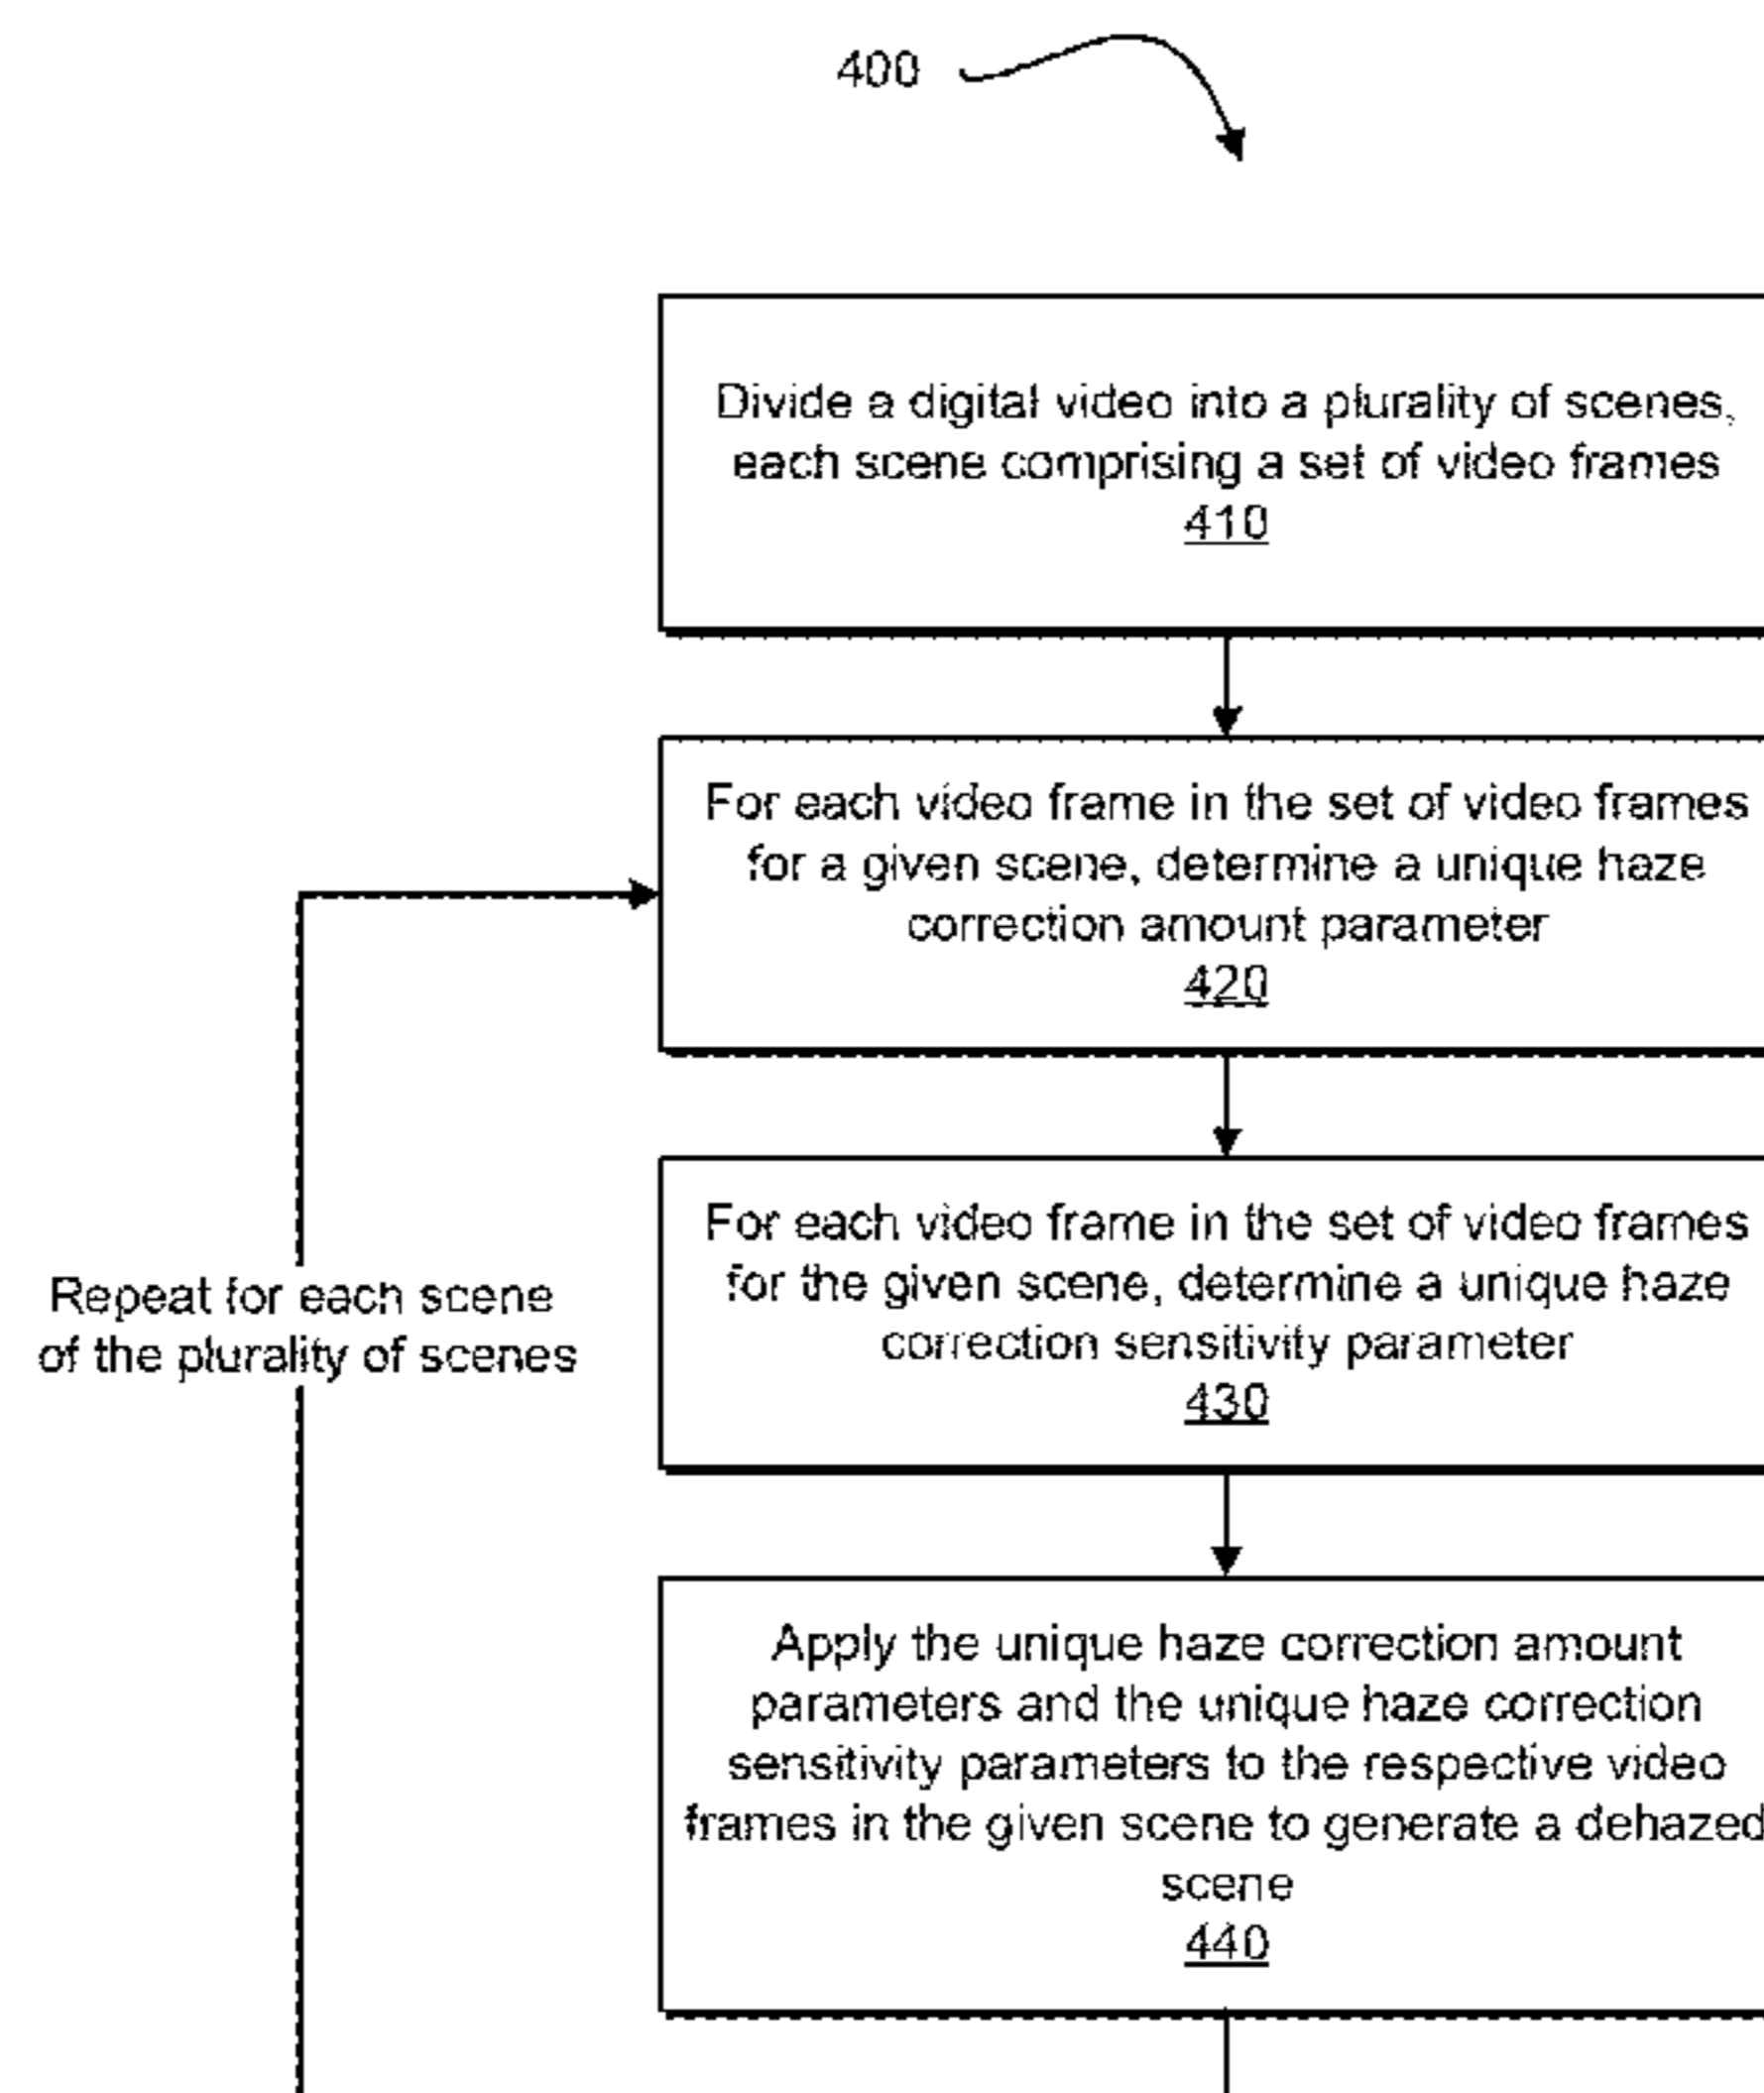 400
Divide a digital video into a plurality of scenes,
each scene comprising a set of video frames
410
For each video frame in the set of video frames
for a given scene, determine a unique haze
correction amount parameter
420
For each video frame in the set of video frames
for the given scene, determine a unique haze
correction sensitivity parameter
430
Repeat for each scene
of the plurality of scenes
Apply the unique haze correction amount
parameters and the unique haze correction
sensitivity parameters to the respective video
frames in the given scene to generate a dehazed
scene
440